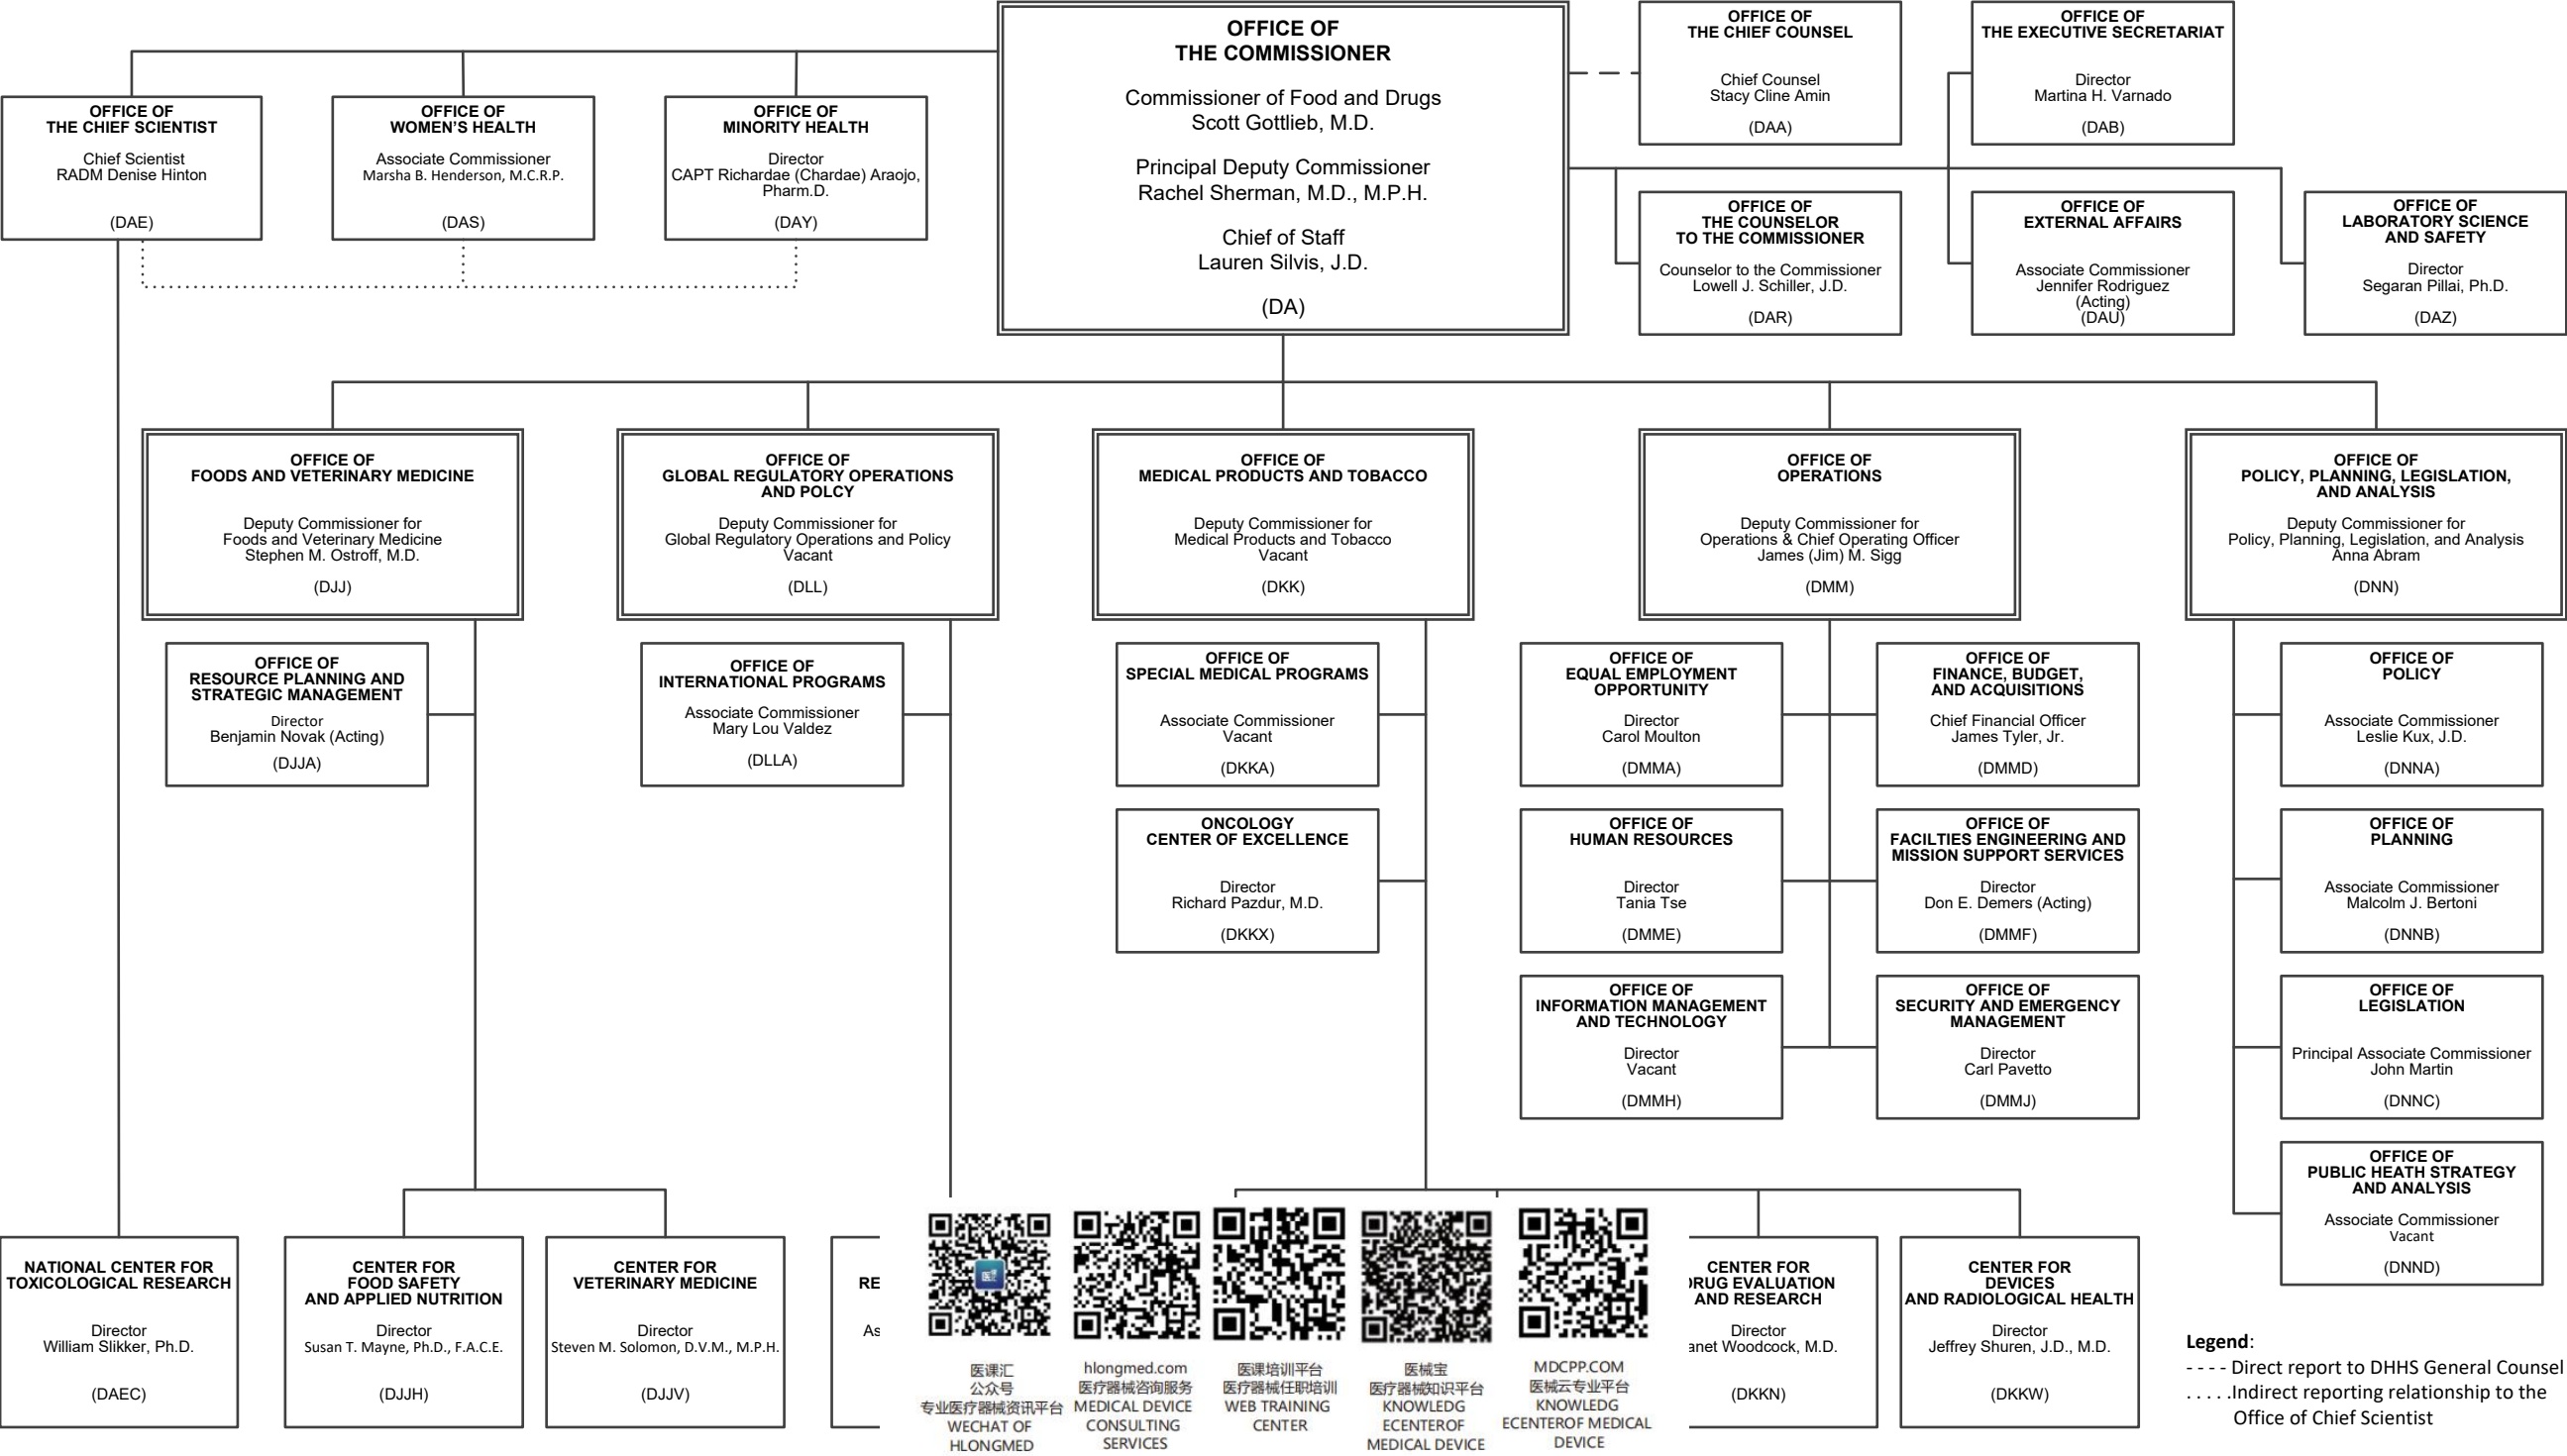 OFFICE OF
THE COMMISSIONER
Commissioner of Food and Drugs
Scott Gottlieb, M.D.
Principal Deputy Commissioner
Rachel Sherman, M.D., M.P.H.
Chief of Staff
Lauren Silvis, J.D.
(DA)
OFFICE OF
THE CHIEF COUNSEL
Chief Counsel
Stacy Cline Amin
(DAA)
OFFICE OF
THE EXECUTIVE SECRETARIAT
Director
Martina H. Varnado
(DAB)
OFFICE OF
THE CHIEF SCIENTIST
Chief Scientist
RADM Denise Hinton
(DAE)
OFFICE OF
WOMEN'S HEALTH
Associate Commissioner
Marsha B. Henderson, M.C.R.P.
(DAS)
OFFICE OF
MINORITY HEALTH
Director
CAPT Richardae (Chardae) Araojo,
Pharm.D.
(DAY)
OFFICE OF
THE COUNSELOR
TO THE COMMISSIONER
Counselor to the Commissioner
Lowell J. Schiller, J.D.
(DAR)
OFFICE OF
EXTERNAL AFFAIRS
Associate Commissioner
Jennifer Rodriguez
(Acting)
(DAU)
OFFICE OF
LABORATORY SCIENCE
AND SAFETY
Director
Segaran Pillai, Ph.D.
(DAZ)
OFFICE OF
FOODS AND VETERINARY MEDICINE
Deputy Commissioner for
Foods and Veterinary Medicine
Stephen M. Ostroff, M.D.
(DJJ)
OFFICE OF
GLOBAL REGULATORY OPERATIONS
AND POLCY
Deputy Commissioner for
Global Regulatory Operations and Policy
Vacant
(DLL)
OFFICE OF
MEDICAL PRODUCTS AND TOBACCO
Deputy Commissioner for
Medical Products and Tobacco
Vacant
(DKK)
OFFICE OF
OPERATIONS
Deputy Commissioner for
Operations & Chief Operating Officer
James (Jim) M. Sigg
(DMM)
OFFICE OF
POLICY, PLANNING, LEGISLATION,
AND ANALYSIS
Deputy Commissioner for
Policy, Planning, Legislation, and Analysis
Anna Abram
(DNN)
OFFICE OF
RESOURCE PLANNING AND
STRATEGIC MANAGEMENT
Director
Benjamin Novak (Acting)
(DJJA)
OFFICE OF
INTERNATIONAL PROGRAMS
Associate Commissioner
Mary Lou Valdez
(DLLA)
OFFICE OF
SPECIAL MEDICAL PROGRAMS
Associate Commissioner
Vacant
(DKKA)
OFFICE OF
EQUAL EMPLOYMENT
OPPORTUNITY
Director
Carol Moulton
(DMMA)
OFFICE OF
FINANCE, BUDGET,
AND ACQUISITIONS
Chief Financial Officer
James Tyler, Jr.
(DMMD)
OFFICE OF
POLICY
Associate Commissioner
Leslie Kux, J.D.
(DNNA)
ONCOLOGY
CENTER OF EXCELLENCE
Director
Richard Pazdur, M.D.
(DKKX)
OFFICE OF
HUMAN RESOURCES
Director
Tania Tse
(DMME)
OFFICE OF
FACILTIES ENGINEERING AND
MISSION SUPPORT SERVICES
Director
Don E. Demers (Acting)
(DMMF)
OFFICE OF
PLANNING
Associate Commissioner
Malcolm J. Bertoni
(DNNB)
OFFICE OF
INFORMATION MANAGEMENT
AND TECHNOLOGY
Director
Vacant
(DMMH)
OFFICE OF
SECURITY AND EMERGENCY
MANAGEMENT
Director
Carl Pavetto
(DMMJ)
OFFICE OF
LEGISLATION
Principal Associate Commissioner
John Martin
(DNNC)
OFFICE OF
PUBLIC HEATH STRATEGY
AND ANALYSIS
Associate Commissioner
Vacant
(DNND)
NATIONAL CENTER FOR
TOXICOLOGICAL RESEARCH
Director
William Slikker, Ph.D.
(DAEC)
CENTER FOR
FOOD SAFETY
AND APPLIED NUTRITION
Director
Susan T. Mayne, Ph.D., F.A.C.E.
(DJJH)
CENTER FOR
VETERINARY MEDICINE
Director
Steven M. Solomon, D.V.M., M.P.H.
(DJJV)
RE
As
医课汇
公众号
专业医疗器械资讯平台
WECHAT OF
HLONGMED
hlongmed.com
医疗器械咨询服务
MEDICAL DEVICE
CONSULTING
SERVICES
医课培训平台
医疗器械任职培训
WEB TRAINING
CENTER
医械宝
医疗器械知识平台
KNOWLEDG
ECENTEROF
MEDICAL DEVICE
MDCPP.COM
医械云专业平台
KNOWLEDG
ECENTEROF MEDICAL
DEVICE
CENTER FOR
DRUG EVALUATION
AND RESEARCH
Director
anet Woodcock, M.D.
(DKKN)
CENTER FOR
DEVICES
AND RADIOLOGICAL HEALTH
Director
Jeffrey Shuren, J.D., M.D.
(DKKW)
Legend:
- - - - Direct report to DHHS General Counsel
. . . . .Indirect reporting relationship to the
Office of Chief Scientist